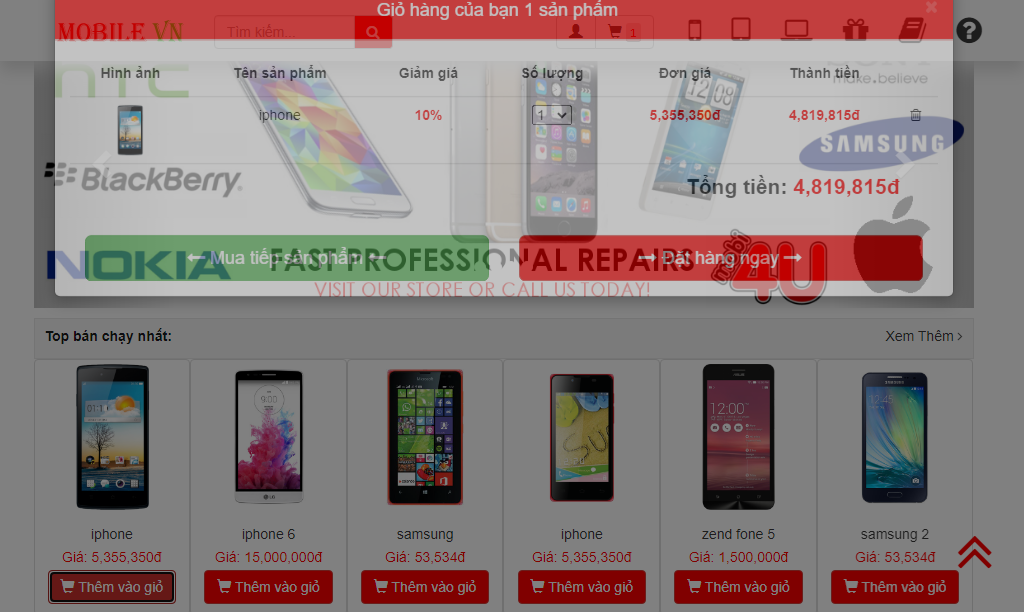 Giỏ hàng của bạn 1 sản phẩm
MOBILE VN
Tìm kiếm...
1
Hình ảnh Tên sản phẩm Giảm giá Số lượng Đơn giá Thành tiền
iphone 10% 1 5,355,350đ 4,819,815đ
make.believe
SAMSUNG
BlackBerry
Tổng tiền: 4,819,815đ
NOKIA
Mua tiếp sản phẩm
Đặt hàng ngay
FAST PROFESSIONAL REPAIRS
mobi 4U
VISIT OUR STORE OR CALL US TODAY!
Top bán chạy nhất: Xem Thêm
iphone iphone 6 samsung iphone zend fone 5 samsung 2
Giá: 5,355,350đ Giá: 15,000,000đ Giá: 53,534đ Giá: 5,355,350đ Giá: 1,500,000đ Giá: 53,534đ
Thêm vào giỏ Thêm vào giỏ Thêm vào giỏ Thêm vào giỏ Thêm vào giỏ Thêm vào giỏ